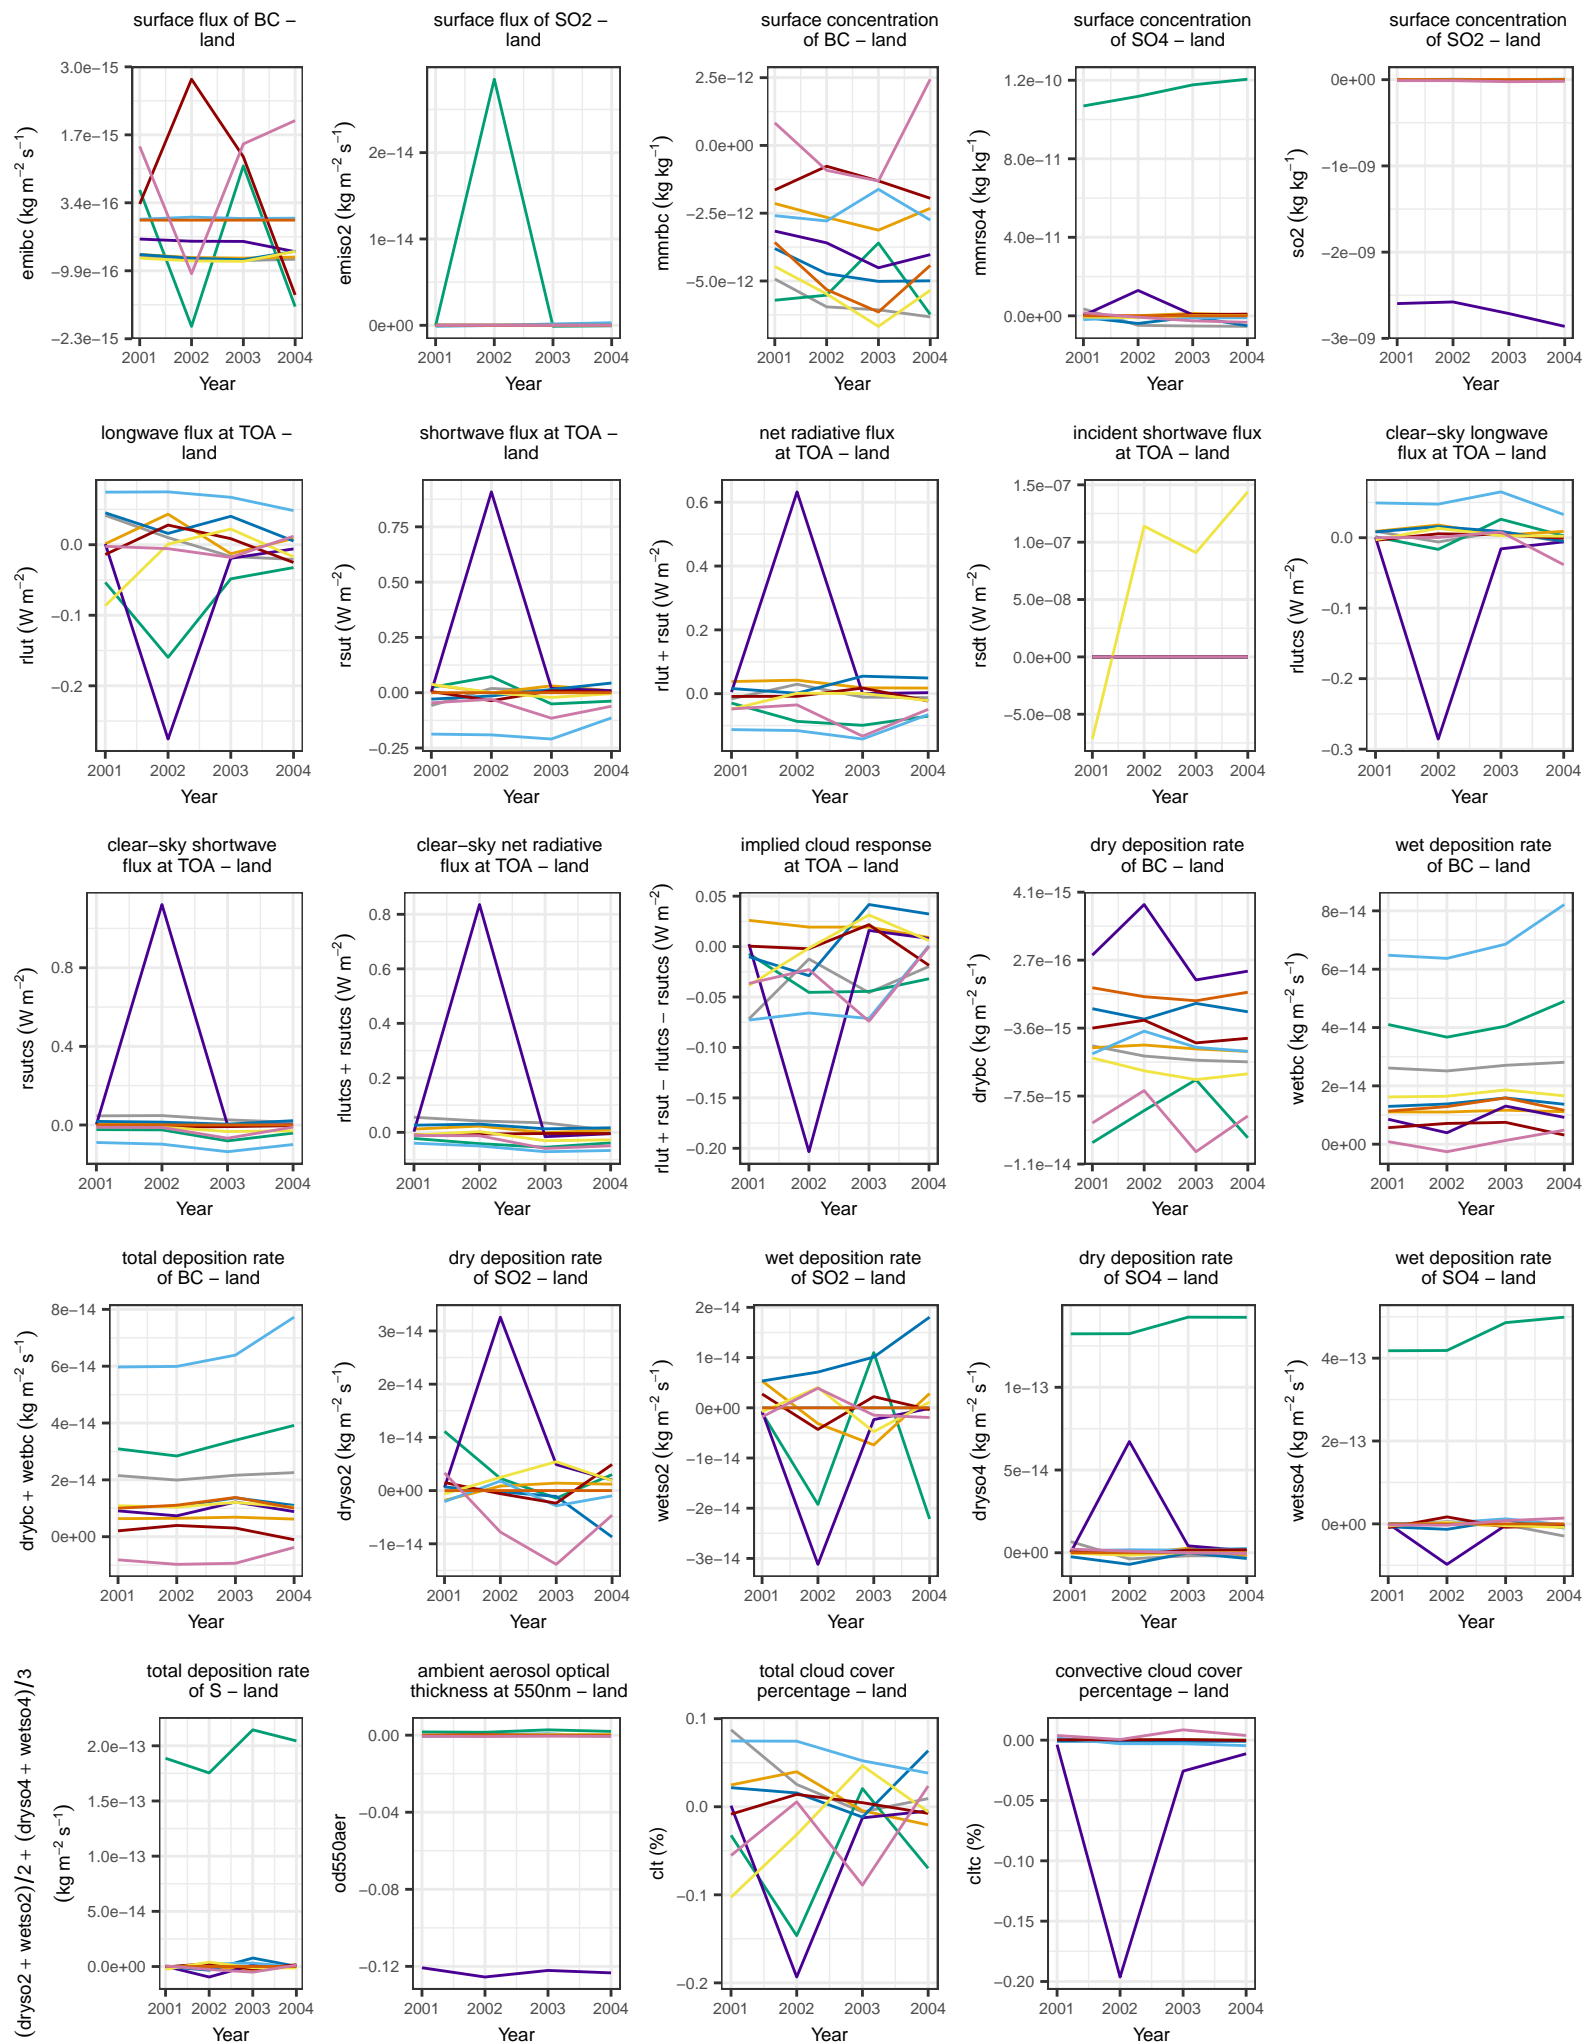 surface flux of BC −
land
3.0e−15
1.7e−15
3.4e−16
−9.9e−16
−2.3e−15
emibc (kg m−2 s−1)
2001 2002 2003 2004
Year
surface flux of SO2 −
land
2e−14
1e−14
0e+00
emiso2 (kg m−2 s−1)
2001 2002 2003 2004
Year
surface concentration
of BC − land
2.5e−12
0.0e+00
−2.5e−12
−5.0e−12
mmrbc (kg kg−1)
2001 2002 2003 2004
Year
surface concentration
of SO4 − land
1.2e−10
8.0e−11
4.0e−11
0.0e+00
mmrso4 (kg kg−1)
2001 2002 2003 2004
Year
surface concentration
of SO2 − land
0e+00
−1e−09
−2e−09
−3e−09
so2 (kg kg−1)
2001 2002 2003 2004
Year
longwave flux at TOA −
land
0.0
−0.1
−0.2
rlut (W m−2)
2001 2002 2003 2004
Year
shortwave flux at TOA −
land
0.75
0.50
0.25
0.00
−0.25
rsut (W m−2)
2001 2002 2003 2004
Year
net radiative flux
at TOA − land
0.6
0.4
0.2
0.0
rlut + rsut (W m−2)
2001 2002 2003 2004
Year
incident shortwave flux
at TOA − land
1.5e−07
1.0e−07
5.0e−08
0.0e+00
−5.0e−08
rsdt (W m−2)
2001 2002 2003 2004
Year
clear−sky longwave
flux at TOA − land
0.0
−0.1
−0.2
−0.3
rlutcs (W m−2)
2001 2002 2003 2004
Year
clear−sky shortwave
flux at TOA − land
0.8
0.4
0.0
rsutcs (W m−2)
2001 2002 2003 2004
Year
clear−sky net radiative
flux at TOA − land
0.8
0.6
0.4
0.2
0.0
rlutcs + rsutcs (W m−2)
2001 2002 2003 2004
Year
implied cloud response
at TOA − land
0.05
0.00
−0.05
−0.10
−0.15
−0.20
rlut + rsut − rlutcs − rsutcs (W m−2)
2001 2002 2003 2004
Year
dry deposition rate
of BC − land
4.1e−15
2.7e−16
−3.6e−15
−7.5e−15
−1.1e−14
drybc (kg m−2 s−1)
2001 2002 2003 2004
Year
wet deposition rate
of BC − land
8e−14
6e−14
4e−14
2e−14
0e+00
wetbc (kg m−2 s−1)
2001 2002 2003 2004
Year
total deposition rate
of BC − land
8e−14
6e−14
4e−14
2e−14
0e+00
drybc + wetbc (kg m−2 s−1)
2001 2002 2003 2004
Year
dry deposition rate
of SO2 − land
3e−14
2e−14
1e−14
0e+00
−1e−14
dryso2 (kg m−2 s−1)
2001 2002 2003 2004
Year
wet deposition rate
of SO2 − land
2e−14
1e−14
0e+00
−1e−14
−2e−14
−3e−14
wetso2 (kg m−2 s−1)
2001 2002 2003 2004
Year
dry deposition rate
of SO4 − land
1e−13
5e−14
0e+00
dryso4 (kg m−2 s−1)
2001 2002 2003 2004
Year
wet deposition rate
of SO4 − land
4e−13
2e−13
0e+00
wetso4 (kg m−2 s−1)
2001 2002 2003 2004
Year
total deposition rate
of S − land
2.0e−13
1.5e−13
1.0e−13
5.0e−14
0.0e+00
(dryso2 + wetso2)/2 + (dryso4 + wetso4)/3
(kg m−2 s−1)
2001 2002 2003 2004
Year
ambient aerosol optical
thickness at 550nm − land
0.00
−0.04
−0.08
−0.12
od550aer
2001 2002 2003 2004
Year
total cloud cover
percentage − land
0.1
0.0
−0.1
−0.2
clt (%)
2001 2002 2003 2004
Year
convective cloud cover
percentage − land
0.00
−0.05
−0.10
−0.15
−0.20
cltc (%)
2001 2002 2003 2004
Year